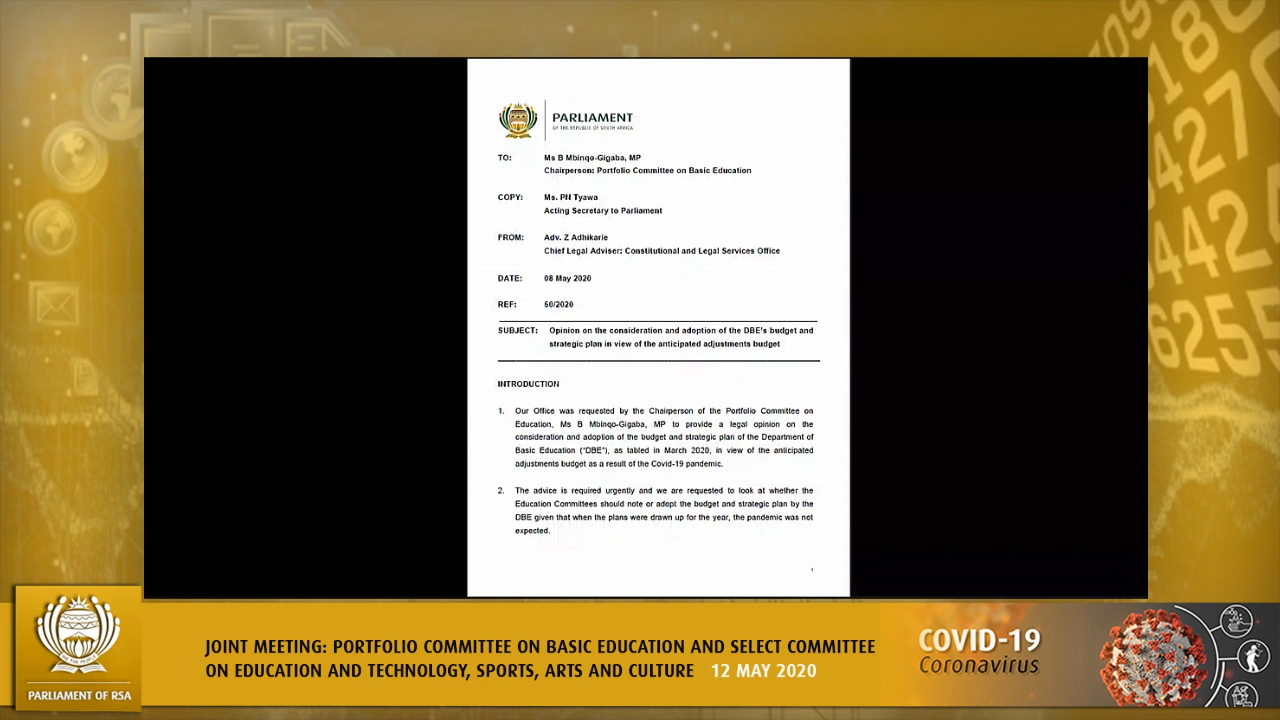 PARLIAMENT
OF THE REPUBLIC OF SOUTH AFRICA
TO: Ms B Mbinqo-Gigaba, MP
Chairperson: Portfolio Committee on Basic Education
COPY: Ms. PN Tyawa
Acting Secretary to Parliament
FROM: Adv. Z Adhikarie
Chief Legal Adviser: Constitutional and Legal Services Office
DATE: 08 May 2020
REF: 50/2020
SUBJECT: Opinion on the consideration and adoption of the DBE's budget and
strategic plan in view of the anticipated adjustments budget
INTRODUCTION
1. Our Office was requested by the Chairperson of the Portfolio Committee on
Education, Ms B Mbinqo-Gigaba, MP to provide a legal opinion on the
consideration and adoption of the budget and strategic plan of the Department of
Basic Education ("DBE"), as tabled in March 2020, in view of the anticipated
adjustments budget as a result of the Covid-19 pandemic.
2. The advice is required urgently and we are requested to look at whether the
Education Committees should note or adopt the budget and strategic plan by the
DBE given that when the plans were drawn up for the year, the pandemic was not
expected.
1
JOINT MEETING: PORTFOLIO COMMITTEE ON BASIC EDUCATION AND SELECT COMMITTEE
ON EDUCATION AND TECHNOLOGY, SPORTS, ARTS AND CULTURE 12 MAY 2020
COVID-19
Coronavirus
PARLIAMENT OF RSA